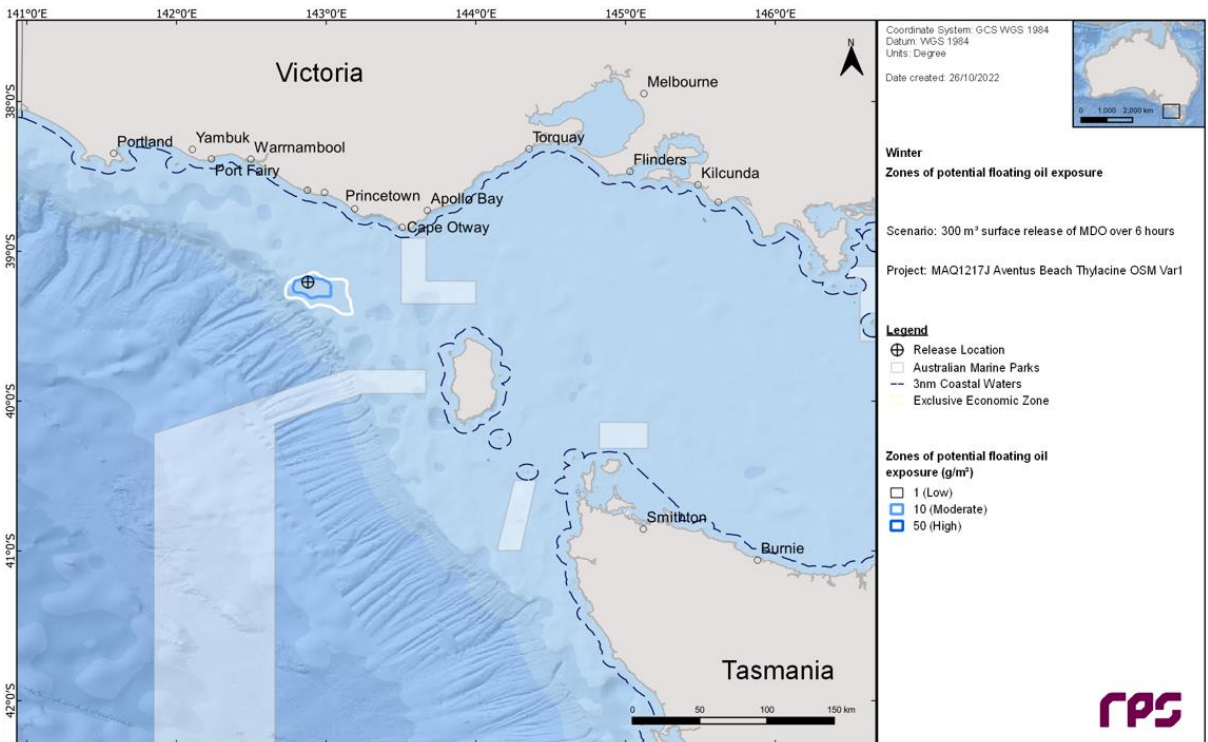 141°0'E 142°0'E 143°0'E 144°0'E 145°0'E 146°0'E
38°0'S
39°0'S
40°0'S
41°0'S
42°0'S
Victoria
N
Melbourne
Portland
Yambuk
Warrnambool
Port Fairy
Torquay
Flinders
Kilcunda
Princetown
Apollo Bay
Cape Otway
Smithton
Burnie
Tasmania
0 50 100 150 km
Coordinate System: GCS WGS 1984
Datum: WGS 1984
Units: Degree
Date created: 26/10/2022
0 1,000 2,000 km
Winter
Zones of potential floating oil exposure
Scenario: 300 m³ surface release of MDO over 6 hours
Project: MAQ1217J Aventus Beach Thylacine OSM Var1
Legend
Release Location
Australian Marine Parks
3nm Coastal Waters
Exclusive Economic Zone
Zones of potential floating oil
exposure (g/m²)
1 (Low)
10 (Moderate)
50 (High)
rps